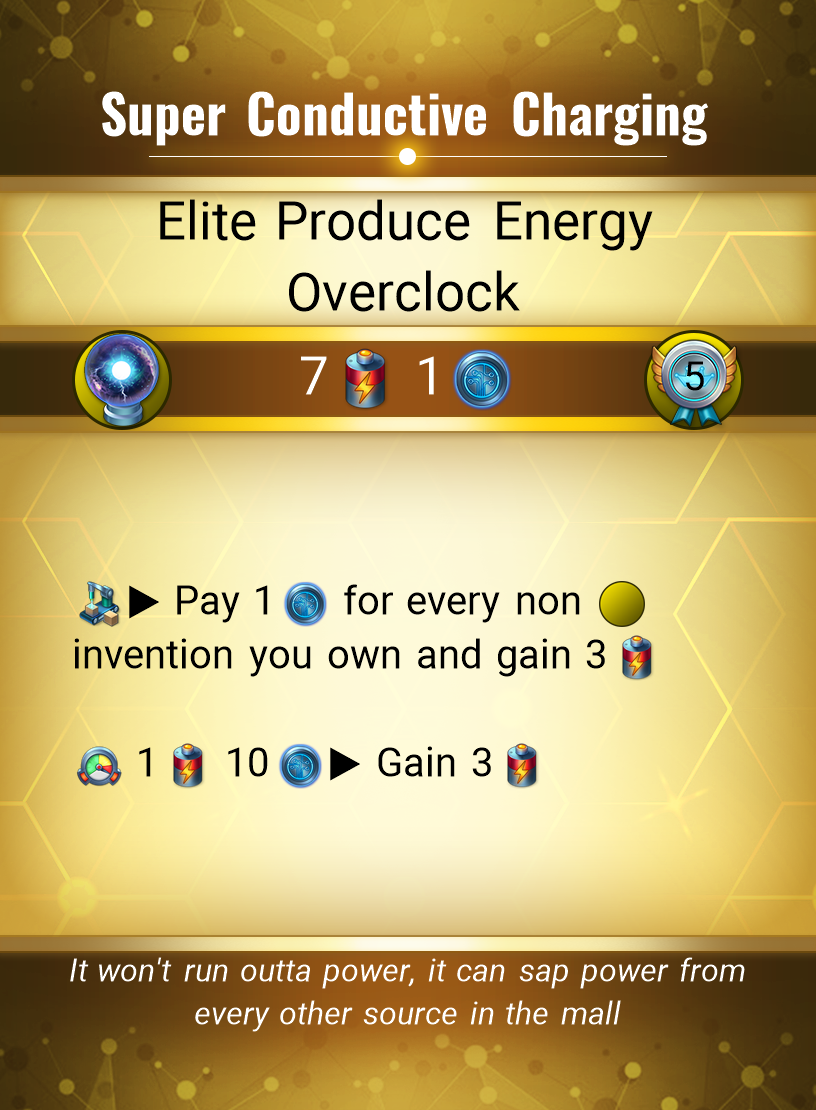 Super Conductive Charging
Elite Produce Energy
Overclock
7 1 5
▶ Pay 1 for every non
invention you own and gain 3
1 10 ▶ Gain 3
It won't run outta power, it can sap power from
every other source in the mall